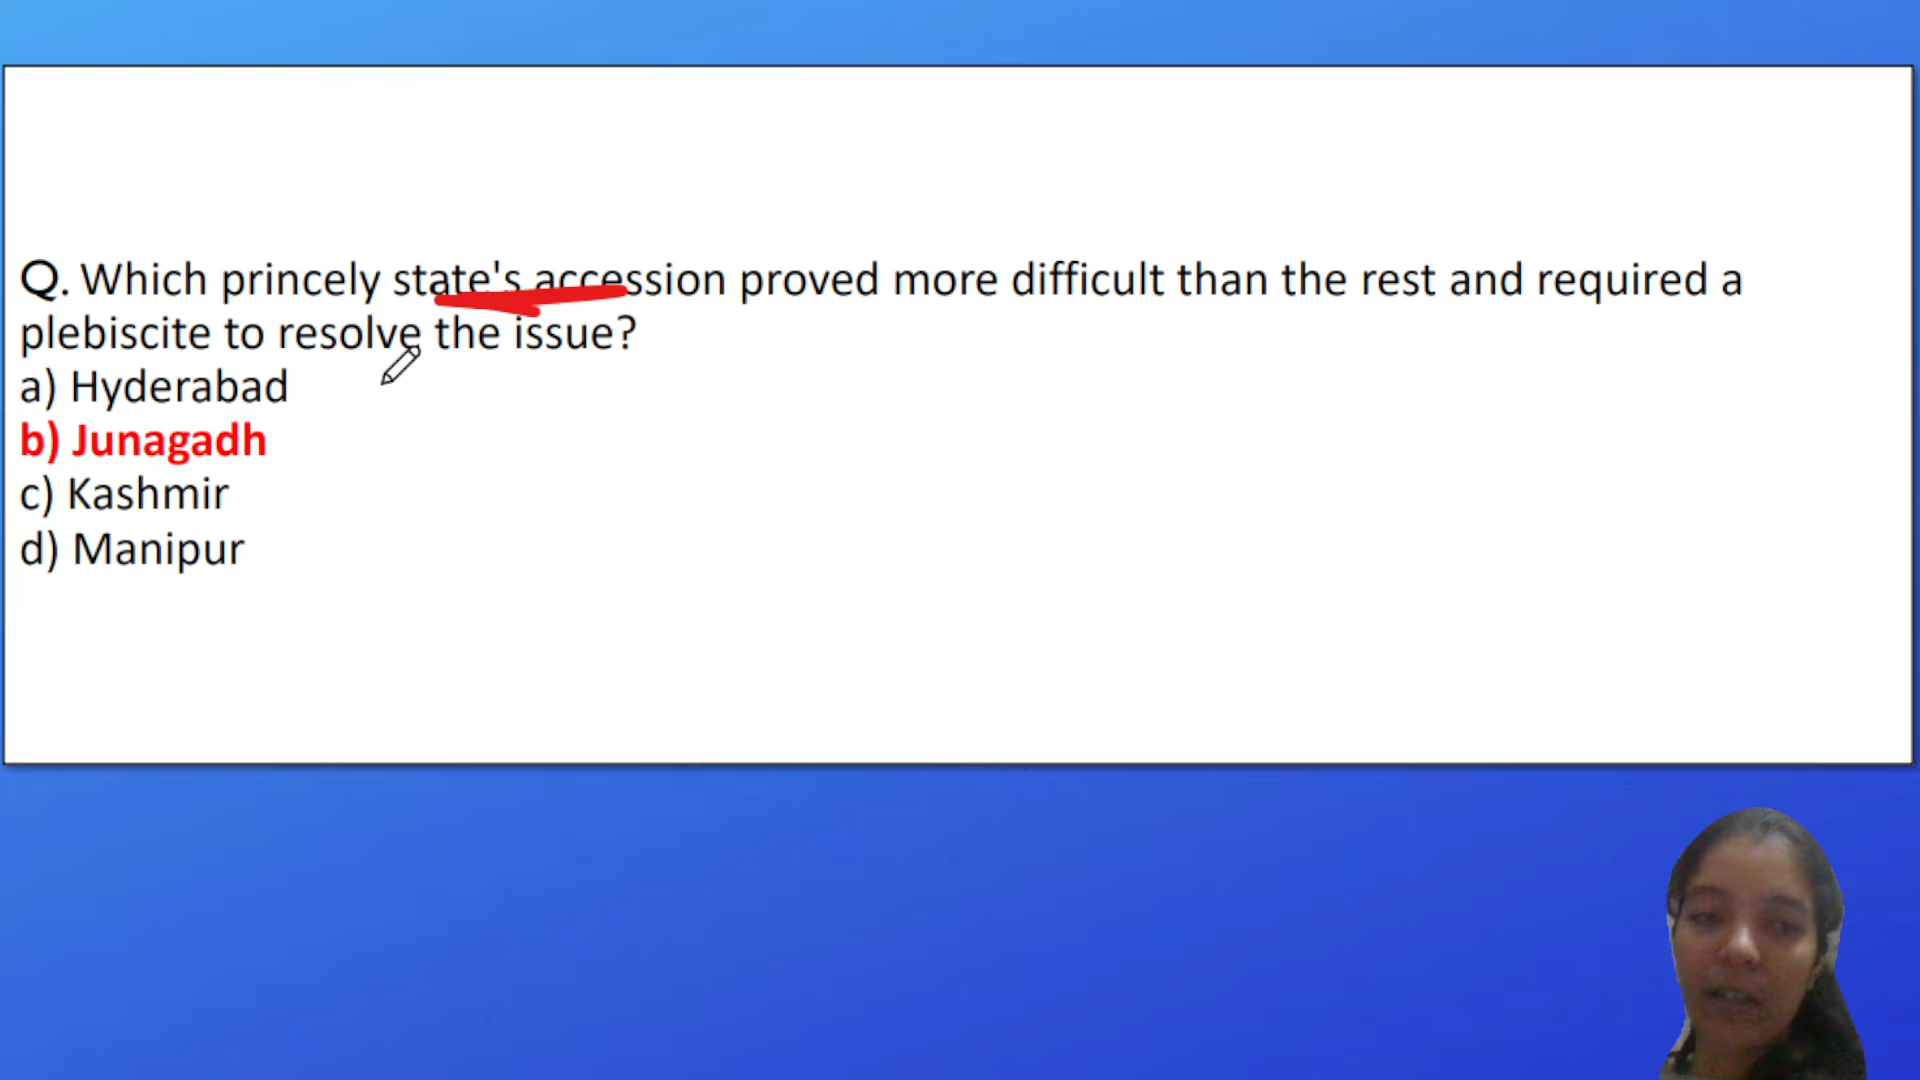 Q. Which princely state's accession proved more difficult than the rest and required a
plebiscite to resolve the issue?
a) Hyderabad
b) Junagadh
c) Kashmir
d) Manipur